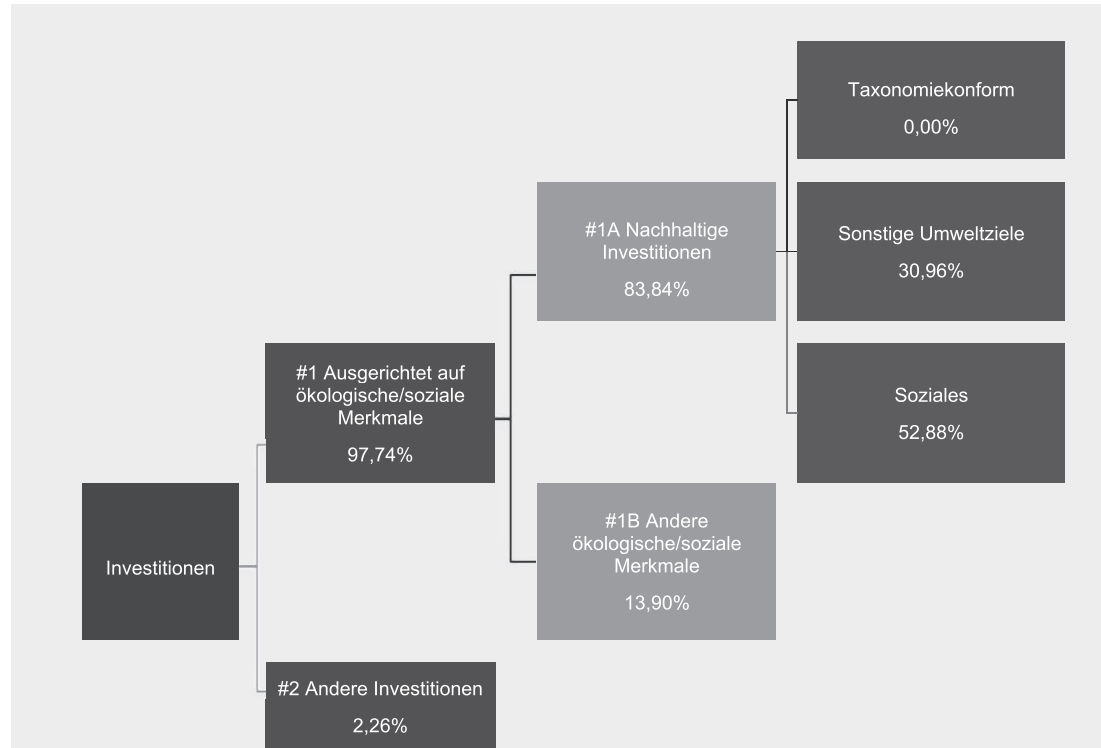 Taxonomiekonform
0,00%
#1A Nachhaltige
Investitionen
83,84%
Sonstige Umweltziele
30,96%
#1 Ausgerichtet auf
ökologische/soziale
Merkmale
97,74%
Soziales
52,88%
Investitionen
#1B Andere
ökologische/soziale
Merkmale
13,90%
#2 Andere Investitionen
2,26%